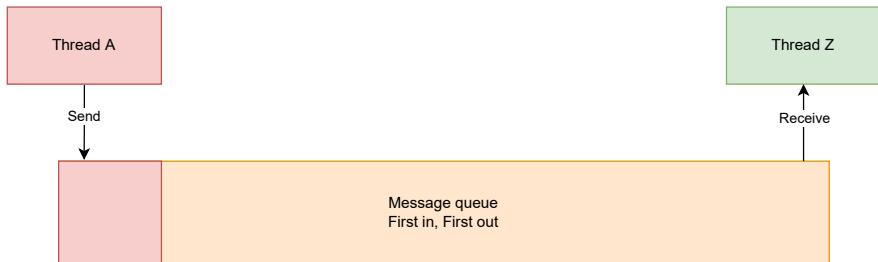 Thread A
Thread Z
Send
Receive
Message queue
First in, First out